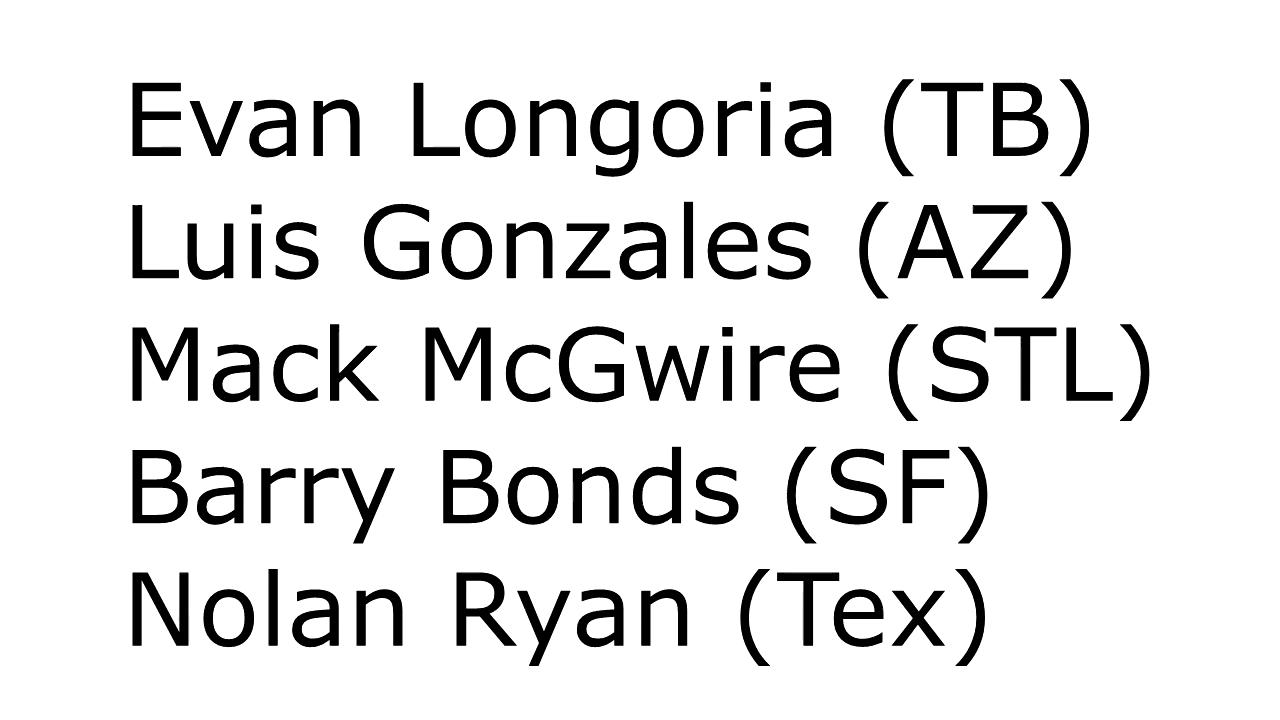 Evan Longoria (TB)
Luis Gonzales (AZ)
Mack McGwire (STL)
Barry Bonds (SF)
Nolan Ryan (Tex)